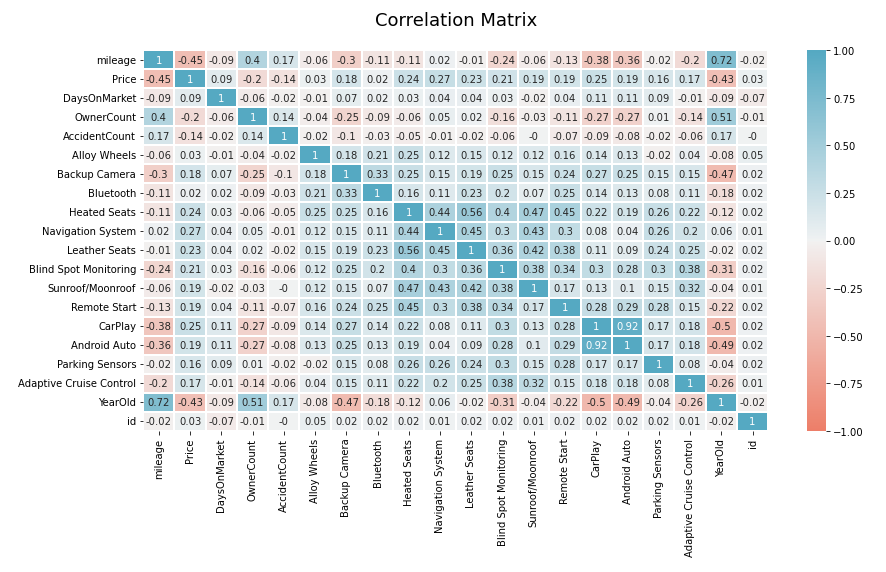 Correlation Matrix
mileage 1 -0.45 -0.09 0.4 0.17 -0.06 -0.3 -0.11 -0.11 0.02 -0.01 -0.24 -0.06 -0.13 -0.38 -0.36 -0.02 -0.2 0.72 -0.02
Price -0.45 1 0.09 -0.2 -0.14 0.03 0.18 0.02 0.24 0.27 0.23 0.21 0.19 0.19 0.25 0.19 0.16 0.17 -0.43 0.03
DaysOnMarket -0.09 0.09 1 -0.06 -0.02 -0.01 0.07 0.02 0.03 0.04 0.04 0.03 -0.02 0.04 0.11 0.11 0.09 -0.01 -0.09 -0.07
OwnerCount 0.4 -0.2 -0.06 1 0.14 -0.04 -0.25 -0.09 -0.06 0.05 0.02 -0.16 -0.03 -0.11 -0.27 -0.27 0.01 -0.14 0.51 -0.01
AccidentCount 0.17 -0.14 -0.02 0.14 1 -0.02 -0.1 -0.03 -0.05 -0.01 -0.02 -0.06 -0 -0.07 -0.09 -0.08 -0.02 -0.06 0.17 -0
Alloy Wheels -0.06 0.03 -0.01 -0.04 -0.02 1 0.18 0.21 0.25 0.12 0.15 0.12 0.12 0.16 0.14 0.13 -0.02 0.04 -0.08 0.05
Backup Camera -0.3 0.18 0.07 -0.25 -0.1 0.18 1 0.33 0.25 0.15 0.19 0.25 0.15 0.24 0.27 0.25 0.15 0.15 -0.47 0.02
Bluetooth -0.11 0.02 0.02 -0.09 -0.03 0.21 0.33 1 0.16 0.11 0.23 0.2 0.07 0.25 0.14 0.13 0.08 0.11 -0.18 0.02
Heated Seats -0.11 0.24 0.03 -0.06 -0.05 0.25 0.25 0.16 1 0.44 0.56 0.4 0.47 0.45 0.22 0.19 0.26 0.22 -0.12 0.02
Navigation System 0.02 0.27 0.04 0.05 -0.01 0.12 0.15 0.11 0.44 1 0.45 0.3 0.43 0.3 0.08 0.04 0.26 0.2 0.06 0.01
Leather Seats -0.01 0.23 0.04 0.02 -0.02 0.15 0.19 0.23 0.56 0.45 1 0.36 0.42 0.38 0.11 0.09 0.24 0.25 -0.02 0.02
Blind Spot Monitoring -0.24 0.21 0.03 -0.16 -0.06 0.12 0.25 0.2 0.4 0.3 0.36 1 0.38 0.34 0.3 0.28 0.3 0.38 -0.31 0.02
Sunroof/Moonroof -0.06 0.19 -0.02 -0.03 -0 0.12 0.15 0.07 0.47 0.43 0.42 0.38 1 0.17 0.13 0.1 0.15 0.32 -0.04 0.01
Remote Start -0.13 0.19 0.04 -0.11 -0.07 0.16 0.24 0.25 0.45 0.3 0.38 0.34 0.17 1 0.28 0.29 0.28 0.15 -0.22 0.02
CarPlay -0.38 0.25 0.11 -0.27 -0.09 0.14 0.27 0.14 0.22 0.08 0.11 0.3 0.13 0.28 1 0.92 0.17 0.18 -0.5 0.02
Android Auto -0.36 0.19 0.11 -0.27 -0.08 0.13 0.25 0.13 0.19 0.04 0.09 0.28 0.1 0.29 0.92 1 0.17 0.18 -0.49 0.02
Parking Sensors -0.02 0.16 0.09 0.01 -0.02 -0.02 0.15 0.08 0.26 0.26 0.24 0.3 0.15 0.28 0.17 0.17 1 0.08 -0.04 0.02
Adaptive Cruise Control -0.2 0.17 -0.01 -0.14 -0.06 0.04 0.15 0.11 0.22 0.2 0.25 0.38 0.32 0.15 0.18 0.18 0.08 1 -0.26 0.01
YearOld 0.72 -0.43 -0.09 0.51 0.17 -0.08 -0.47 -0.18 -0.12 0.06 -0.02 -0.31 -0.04 -0.22 -0.5 -0.49 -0.04 -0.26 1 -0.02
id -0.02 0.03 -0.07 -0.01 -0 0.05 0.02 0.02 0.02 0.01 0.02 0.02 0.01 0.02 0.02 0.02 0.02 0.01 -0.02 1
mileage
Price
DaysOnMarket
OwnerCount
AccidentCount
Alloy Wheels
Backup Camera
Bluetooth
Heated Seats
Navigation System
Leather Seats
Blind Spot Monitoring
Sunroof/Moonroof
Remote Start
CarPlay
Android Auto
Parking Sensors
Adaptive Cruise Control
YearOld
id
1.00
0.75
0.50
0.25
0.00
−0.25
−0.50
−0.75
−1.00